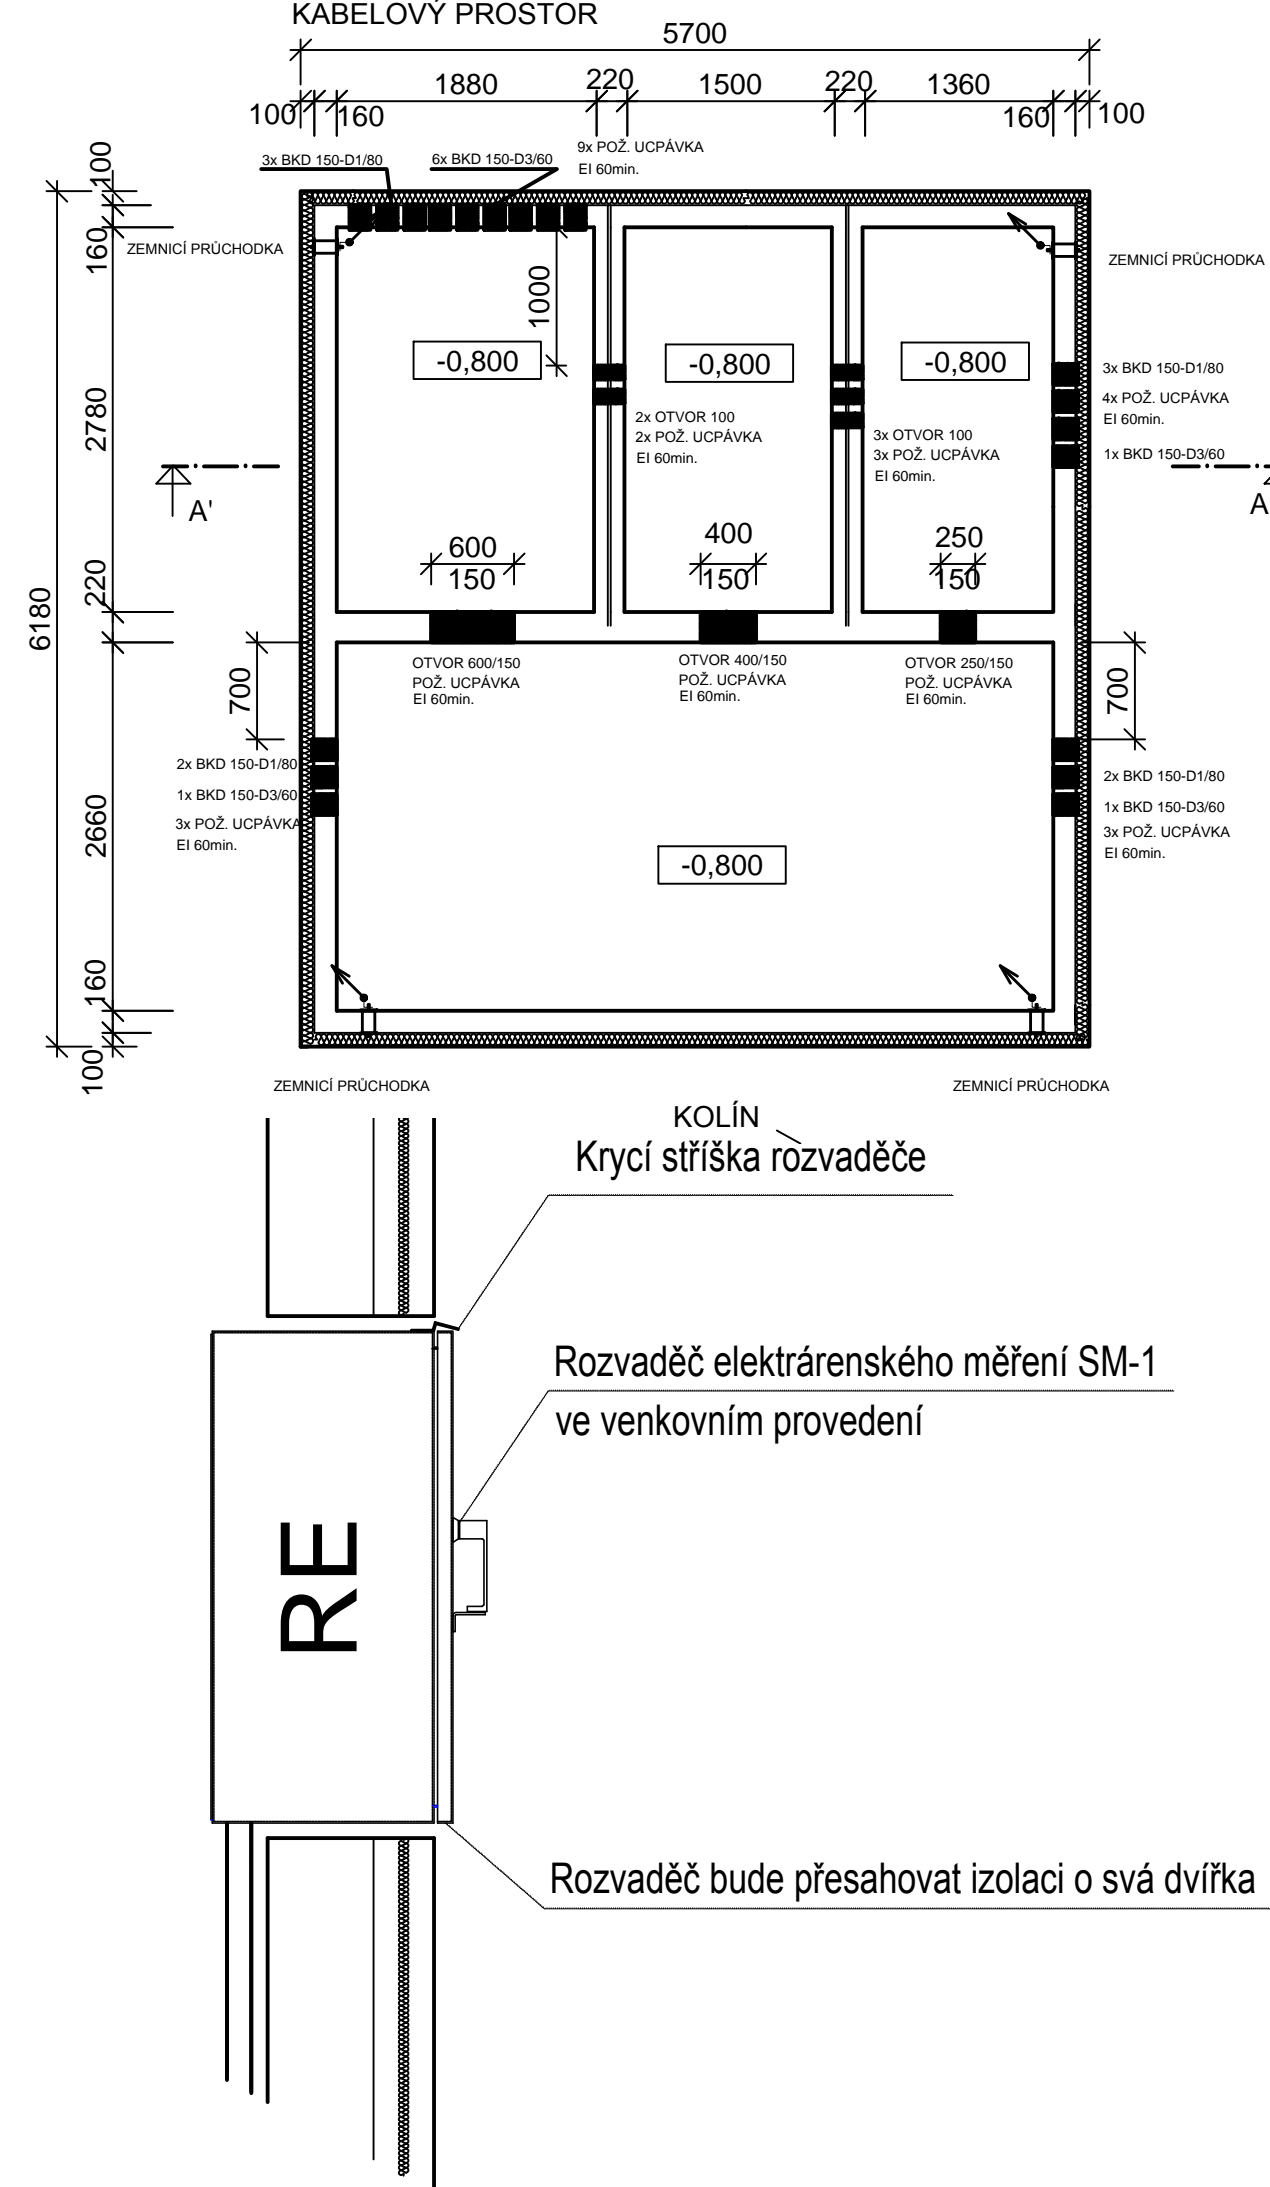 KABELOVÝ PROSTOR
5700
1880
220
1500
220
1360
100
160
160
100
3x BKD 150-D1/80
6x BKD 150-D3/60
9x POŽ. UCPÁVKA
EI 60min.
100
160
ZEMNICÍ PRŮCHODKA
ZEMNICÍ PRŮCHODKA
1000
-0,800
-0,800
-0,800
3x BKD 150-D1/80
4x POŽ. UCPÁVKA
EI 60min.
1x BKD 150-D3/60
2780
2x OTVOR 100
2x POŽ. UCPÁVKA
EI 60min.
3x OTVOR 100
3x POŽ. UCPÁVKA
EI 60min.
A'
A
600
150
400
150
250
150
220
6180
OTVOR 600/150
POŽ. UCPÁVKA
EI 60min.
OTVOR 400/150
POŽ. UCPÁVKA
EI 60min.
OTVOR 250/150
POŽ. UCPÁVKA
EI 60min.
700
700
2x BKD 150-D1/80
1x BKD 150-D3/60
3x POŽ. UCPÁVKA
EI 60min.
2x BKD 150-D1/80
1x BKD 150-D3/60
3x POŽ. UCPÁVKA
EI 60min.
2660
-0,800
160
100
ZEMNICÍ PRŮCHODKA
ZEMNICÍ PRŮCHODKA
KOLÍN
Krycí stříška rozvaděče
Rozvaděč elektrárenského měření SM-1
ve venkovním provedení
RE
Rozvaděč bude přesahovat izolaci o svá dvířka